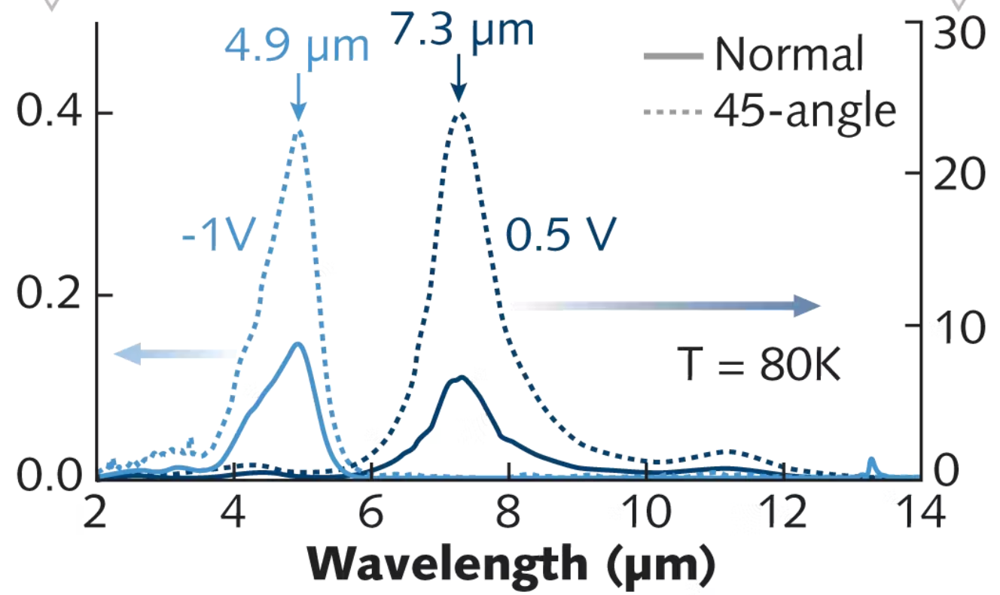 4.9 µm
7.3 µm
Normal
45-angle
30
0.4
20
-1V
0.5 V
0.2
10
T = 80K
0.0
0
2 4 6 8 10 12 14
Wavelength (µm)